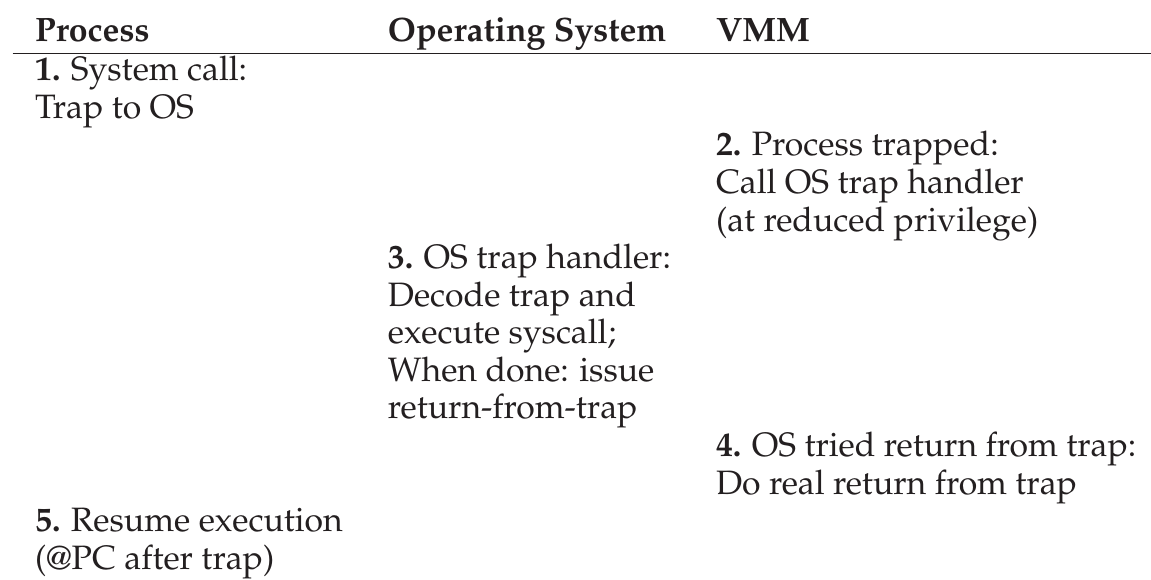 Process Operating System VMM
1. System call:
Trap to OS
2. Process trapped:
Call OS trap handler
(at reduced privilege)
3. OS trap handler:
Decode trap and
execute syscall;
When done: issue
return-from-trap
4. OS tried return from trap:
Do real return from trap
5. Resume execution
(@PC after trap)